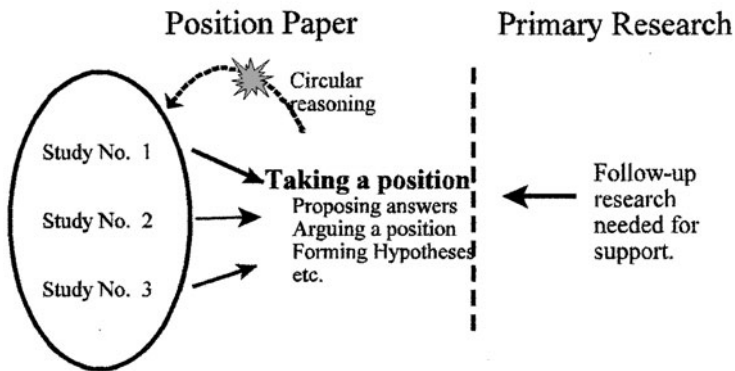 Position Paper
Primary Research
Circular
reasoning
Study No. 1
Study No. 2
Study No. 3
Taking a position
Proposing answers
Arguing a position
Forming Hypotheses
etc.
Follow-up
research
needed for
support.